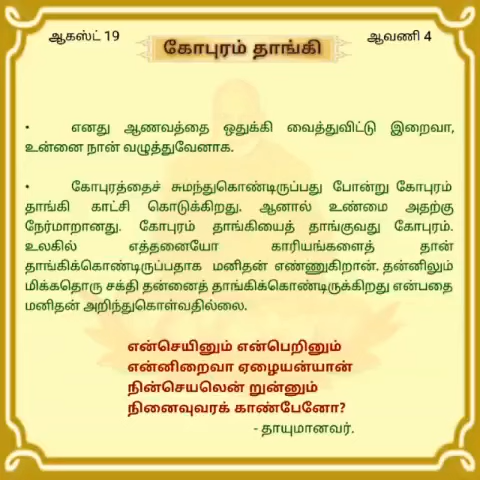 ஆகஸ்ட் 19
கோபுரம் தாங்கி
ஆவணி 4
• எனது ஆணவத்தை ஒதுக்கி வைத்துவிட்டு இறைவா,
உன்னை நான் வழுத்துவேனாக.
• கோபுரத்தைச் சுமந்துகொண்டிருப்பது போன்று கோபுரம்
தாங்கி காட்சி கொடுக்கிறது. ஆனால் உண்மை அதற்கு
நேர்மாறானது. கோபுரம் தாங்கியைத் தாங்குவது கோபுரம்.
உலகில் எத்தனையோ காரியங்களைத் தான்
தாங்கிக்கொண்டிருப்பதாக மனிதன் எண்ணுகிறான். தன்னிலும்
மிக்கதொரு சக்தி தன்னைத் தாங்கிக்கொண்டிருக்கிறது என்பதை
மனிதன் அறிந்துகொள்வதில்லை.
என்செயினும் என்பெறினும்
என்னிறைவா ஏழையன்யான்
நின்செயலென் றுன்னும்
நினைவுவரக் காண்பேனோ?
- தாயுமானவர்.